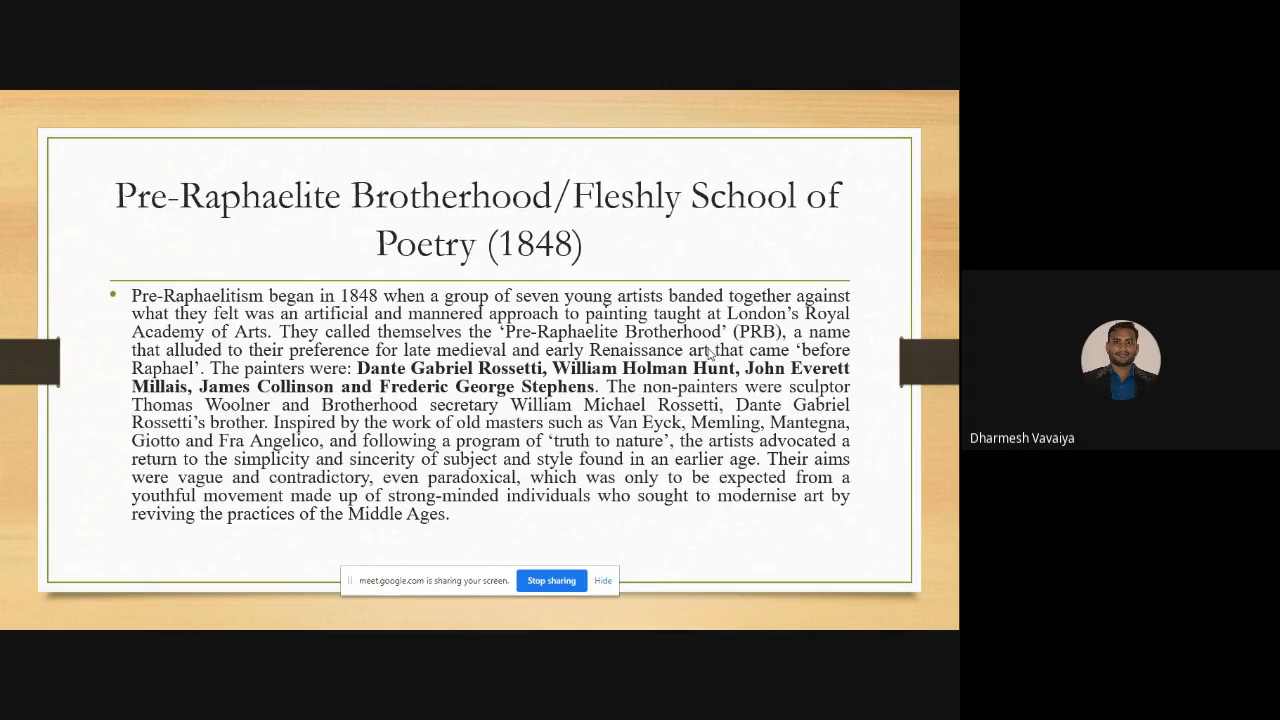 Pre-Raphaelite Brotherhood/Fleshly School of
Poetry (1848)
• Pre-Raphaelitism began in 1848 when a group of seven young artists banded together against
what they felt was an artificial and mannered approach to painting taught at London’s Royal
Academy of Arts. They called themselves the ‘Pre-Raphaelite Brotherhood’ (PRB), a name
that alluded to their preference for late medieval and early Renaissance art that came ‘before
Raphael’. The painters were: Dante Gabriel Rossetti, William Holman Hunt, John Everett
Millais, James Collinson and Frederic George Stephens. The non-painters were sculptor
Thomas Woolner and Brotherhood secretary William Michael Rossetti, Dante Gabriel
Rossetti’s brother. Inspired by the work of old masters such as Van Eyck, Memling, Mantegna,
Giotto and Fra Angelico, and following a program of ‘truth to nature’, the artists advocated a
return to the simplicity and sincerity of subject and style found in an earlier age. Their aims
were vague and contradictory, even paradoxical, which was only to be expected from a
youthful movement made up of strong-minded individuals who sought to modernise art by
reviving the practices of the Middle Ages.
meet.google.com is sharing your screen. Stop sharing Hide
Dharmesh Vavaiya